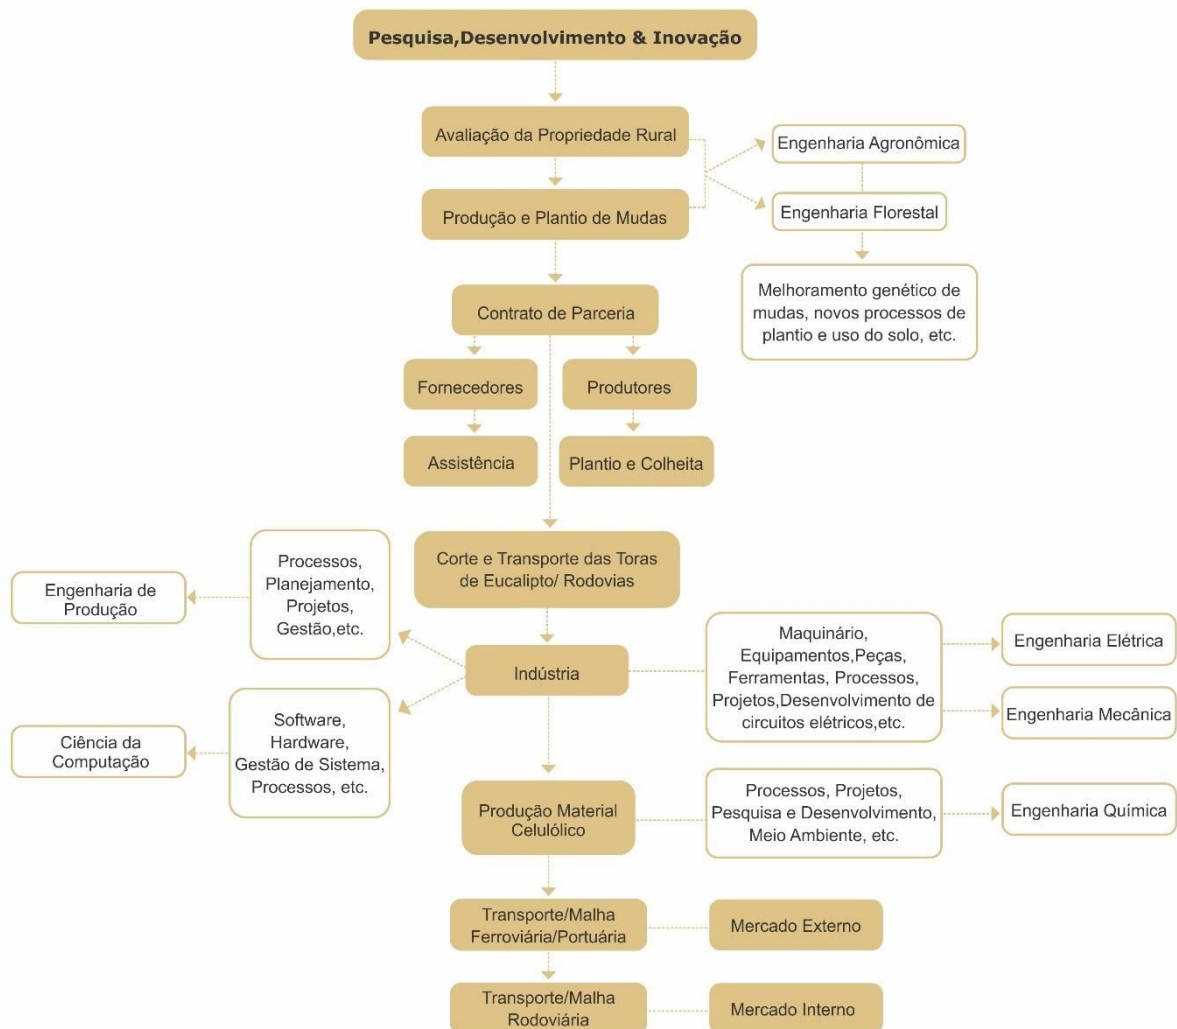 Pesquisa,Desenvolvimento & Inovação
Avaliação da Propriedade Rural
Engenharia Agronômica
Produção e Plantio de Mudas
Engenharia Florestal
Melhoramento genético de
mudas, novos processos de
plantio e uso do solo, etc.
Contrato de Parceria
Fornecedores
Produtores
Assistência
Plantio e Colheita
Corte e Transporte das Toras
de Eucalipto/ Rodovias
Processos,
Planejamento,
Projetos,
Gestão,etc.
Engenharia de
Produção
Indústria
Maquinário,
Equipamentos,Peças,
Ferramentas, Processos,
Projetos,Desenvolvimento de
circuitos elétricos,etc.
Engenharia Elétrica
Engenharia Mecânica
Software,
Hardware,
Gestão de Sistema,
Processos, etc.
Ciência da
Computação
Produção Material
Celulólico
Processos, Projetos,
Pesquisa e Desenvolvimento,
Meio Ambiente, etc.
Engenharia Química
Transporte/Malha
Ferroviária/Portuária
Mercado Externo
Transporte/Malha
Rodoviária
Mercado Interno